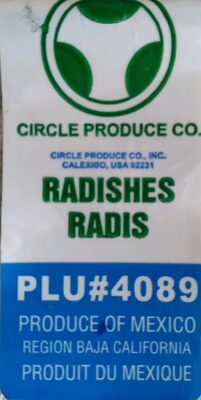 CIRCLE PRODUCE CO.
CIRCLE PRODUCE CO., INC.
CALEXICO, USA 92231
RADISHES
RADIS
PLU#4089
PRODUCE OF MEXICO
REGION BAJA CALIFORNIA
PRODUIT DU MEXIQUE